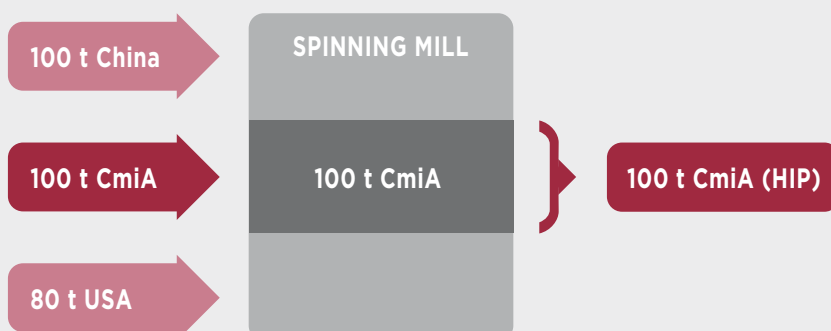 100 t China
SPINNING MILL
100 t CmiA
100 t CmiA
100 t CmiA (HIP)
80 t USA